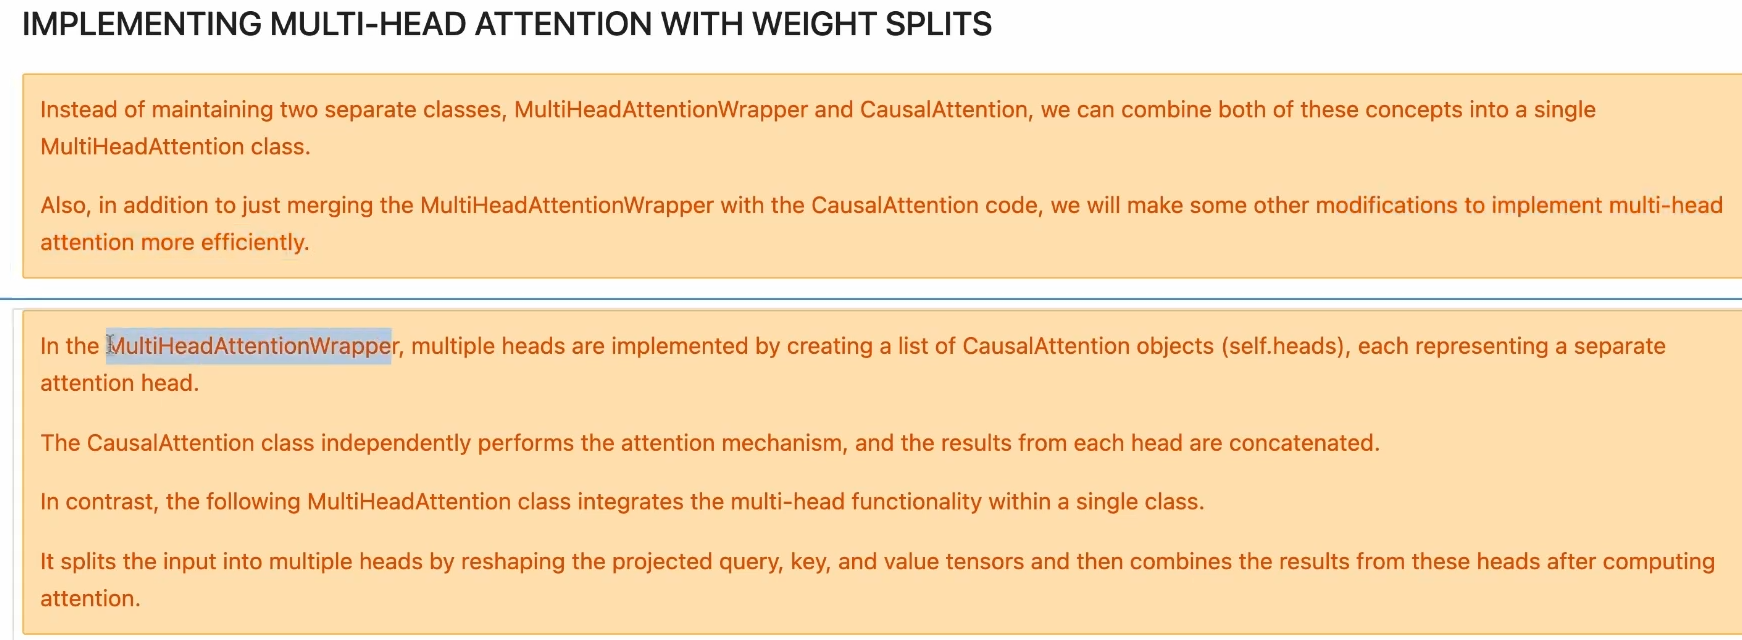 IMPLEMENTING MULTI-HEAD ATTENTION WITH WEIGHT SPLITS
Instead of maintaining two separate classes, MultiHeadAttentionWrapper and CausalAttention, we can combine both of these concepts into a single
MultiHeadAttention class.
Also, in addition to just merging the MultiHeadAttentionWrapper with the CausalAttention code, we will make some other modifications to implement multi-head
attention more efficiently.
In the MultiHeadAttentionWrapper, multiple heads are implemented by creating a list of CausalAttention objects (self.heads), each representing a separate
attention head.
The CausalAttention class independently performs the attention mechanism, and the results from each head are concatenated.
In contrast, the following MultiHeadAttention class integrates the multi-head functionality within a single class.
It splits the input into multiple heads by reshaping the projected query, key, and value tensors and then combines the results from these heads after computing
attention.